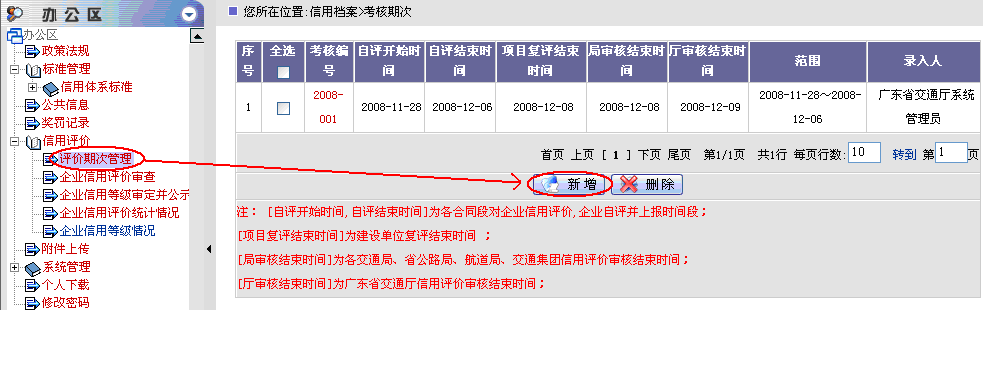 办公区
办公区
政策法规
标准管理
信用体系标准
公共信息
奖罚记录
信用评价
评价期次管理
企业信用评价审查
企业信用等级审定并公示
企业信用评价统计情况
企业信用等级情况
附件上传
系统管理
个人下载
修改密码
您所在位置:信用档案>考核期次
序号 全选 考核编号 自评开始时间 自评结束时间 项目复评结束时间 局审核结束时间 厅审核结束时间 范围 录入人
1 2008-001 2008-11-28 2008-12-06 2008-12-08 2008-12-08 2008-12-09 2008-11-28～2008-12-06 广东省交通厅系统管理员
首页 上页 [ 1 ] 下页 尾页 第1/1页 共1行 每页行数: 10 转到 第 1 页
新增 删除
注： [自评开始时间,自评结束时间]为各合同段对企业信用评价,企业自评并上报时间段；
[项目复评结束时间]为建设单位复评结束时间 ；
[局审核结束时间]为各交通局、省公路局、航道局、交通集团信用评价审核结束时间；
[厅审核结束时间]为广东省交通厅信用评价审核结束时间；